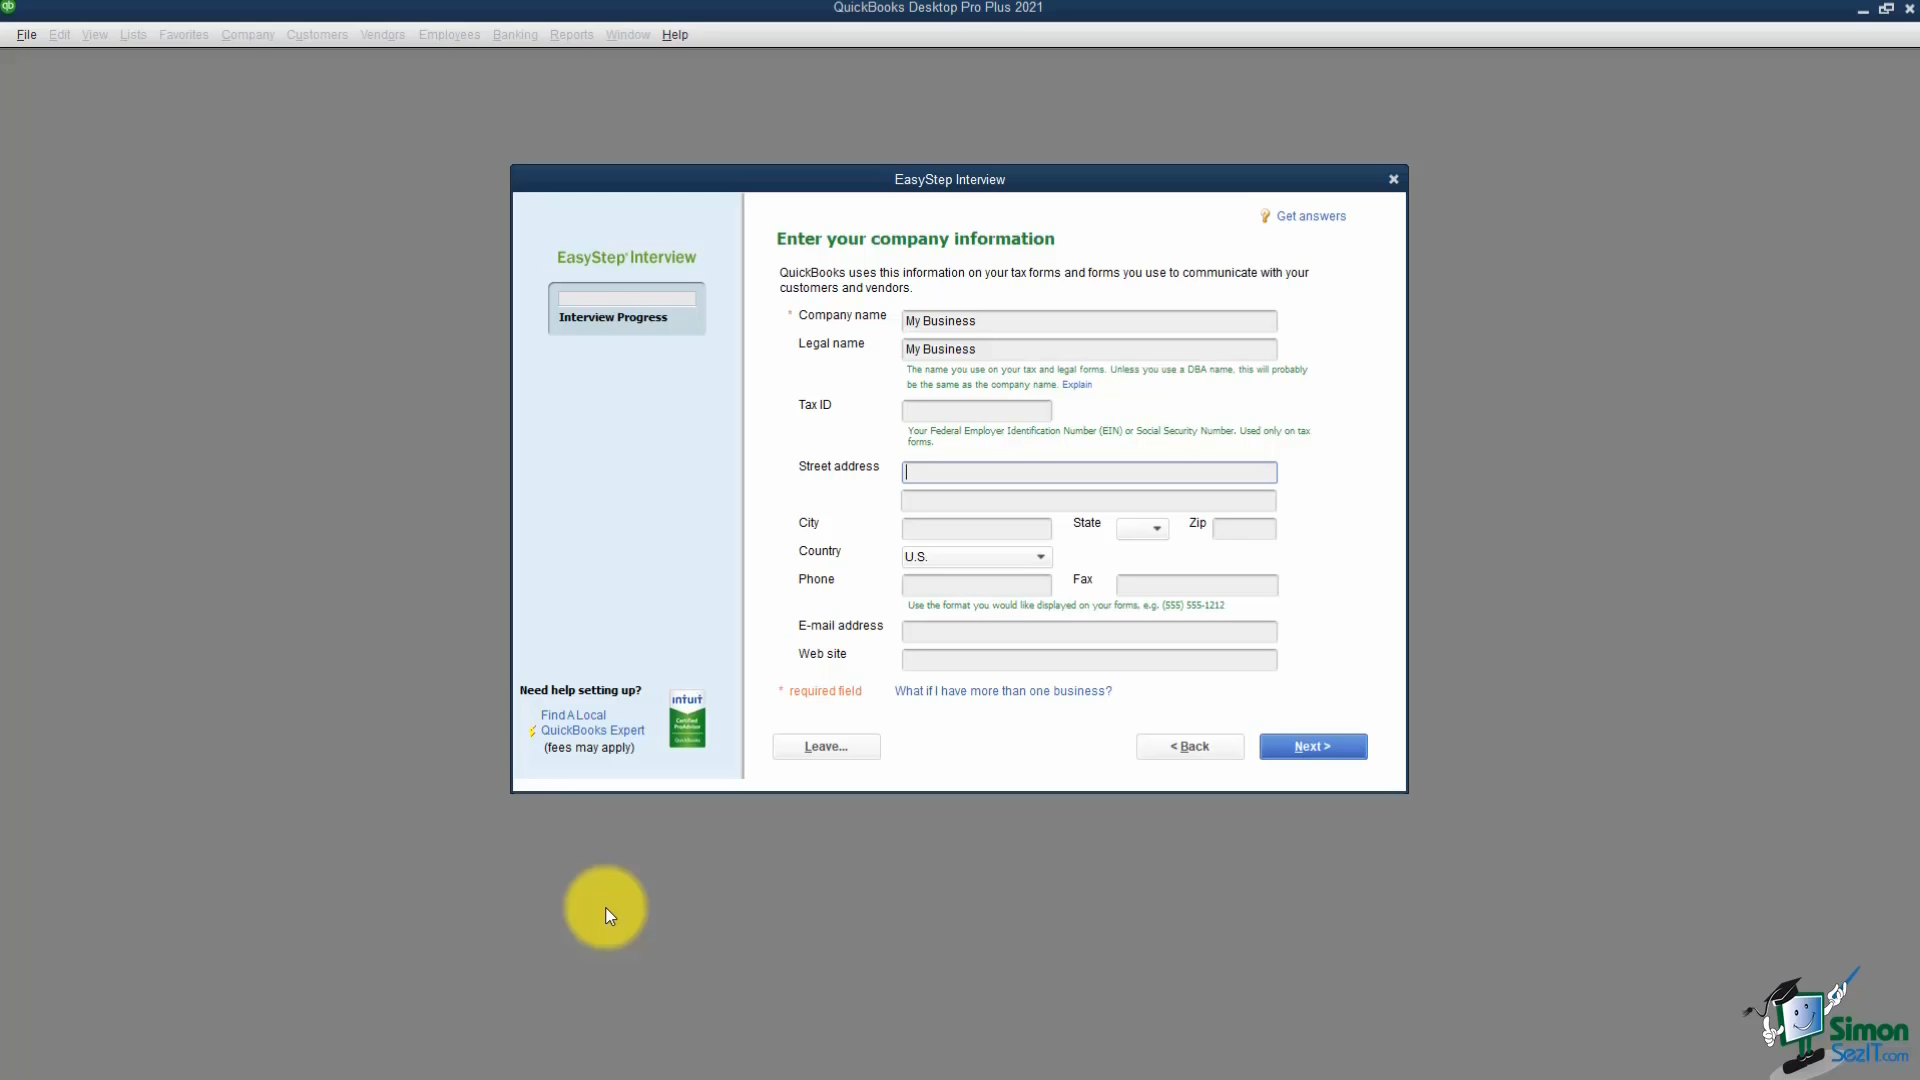 QuickBooks Desktop Pro Plus 2021
File Edit View Lists Favorites Company Customers Vendors Employees Banking Reports Window Help
EasyStep Interview
Get answers
EasyStep Interview
Interview Progress
Enter your company information
QuickBooks uses this information on your tax forms and forms you use to communicate with your
customers and vendors.
* Company name My Business
Legal name My Business
The name you use on your tax and legal forms. Unless you use a DBA name, this will probably
be the same as the company name. Explain
Tax ID
Your Federal Employer Identification Number (EIN) or Social Security Number. Used only on tax
forms.
Street address
City State Zip
Country U.S.
Phone Fax
Use the format you would like displayed on your forms, e.g. (555) 555-1212
E-mail address
Web site
* required field What if I have more than one business?
Need help setting up?
Find A Local
QuickBooks Expert
(fees may apply)
intuit
Certified
ProAdvisor
QuickBooks
Leave... < Back Next >
Simon
SezIT.com
qb